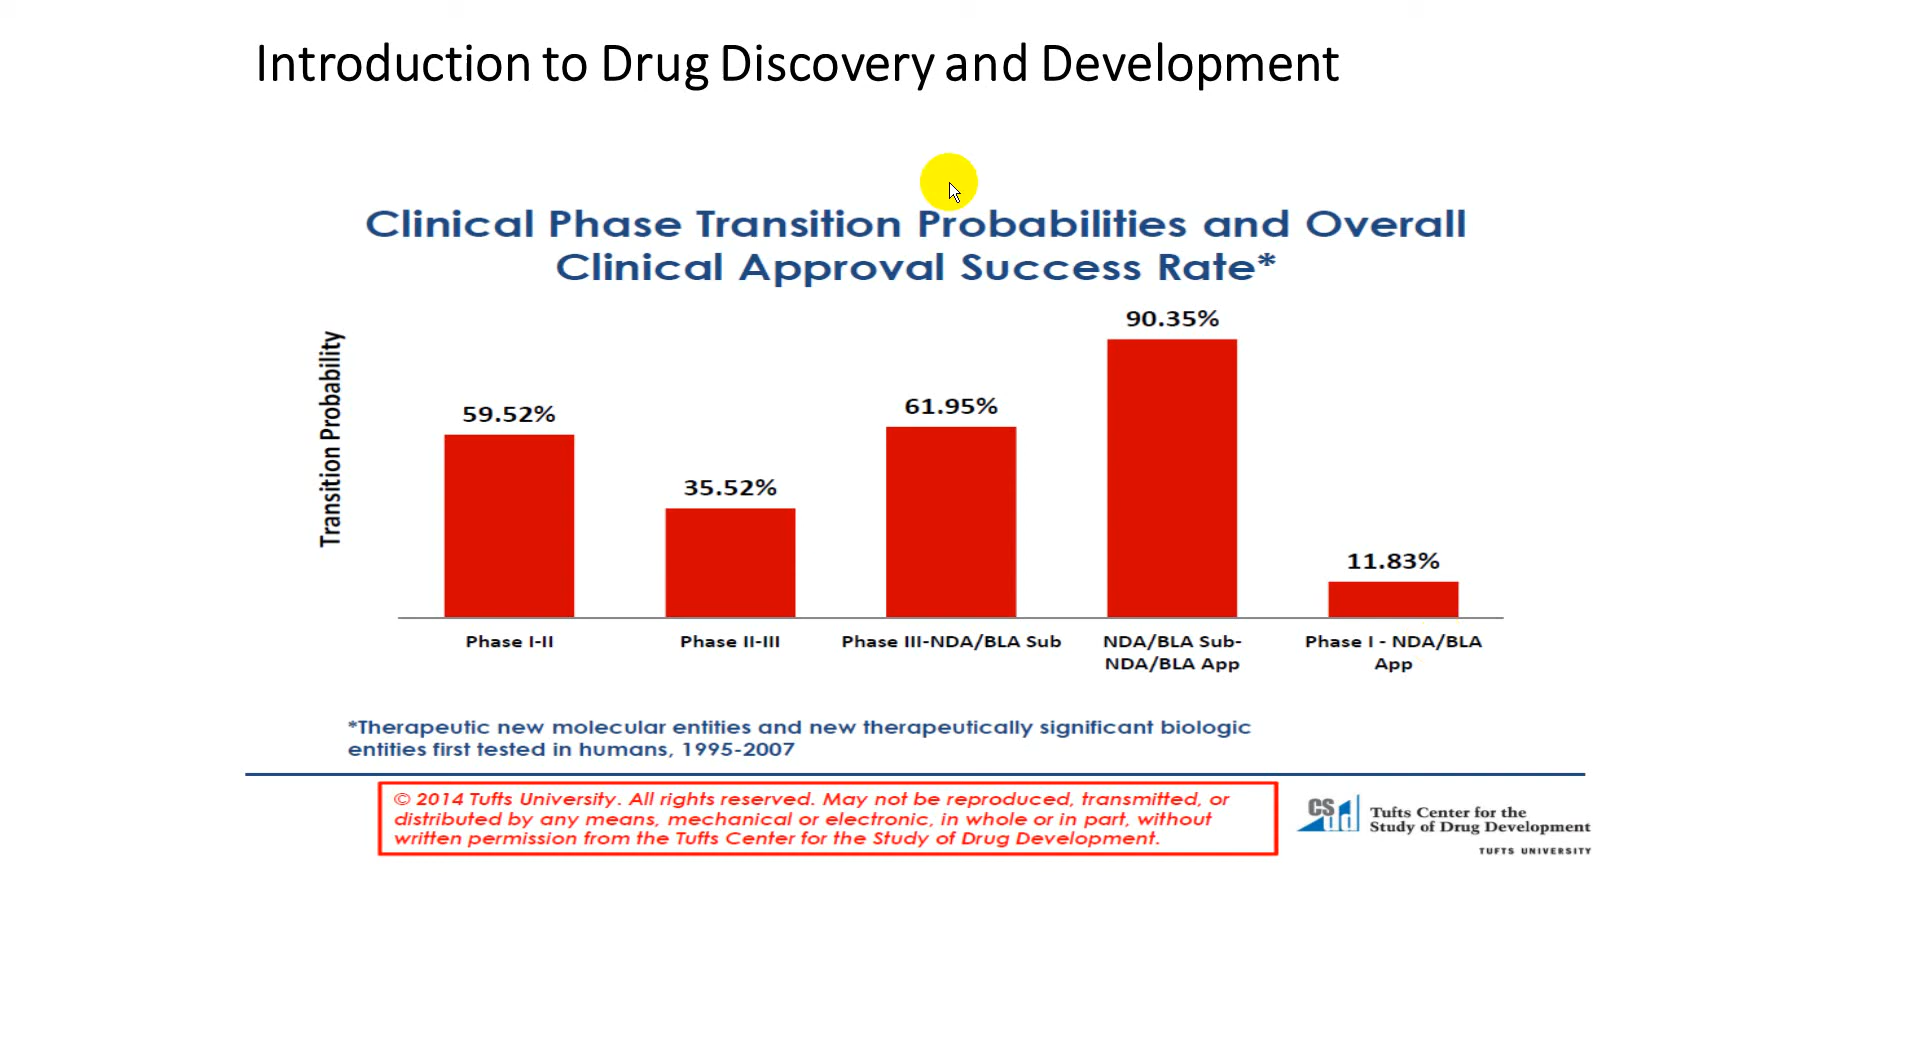 Introduction to Drug Discovery and Development
Clinical Phase Transition Probabilities and Overall
Clinical Approval Success Rate*
Transition Probability
59.52%
35.52%
61.95%
90.35%
11.83%
Phase I-II
Phase II-III
Phase III-NDA/BLA Sub
NDA/BLA Sub-
NDA/BLA App
Phase I - NDA/BLA
App
*Therapeutic new molecular entities and new therapeutically significant biologic
entities first tested in humans, 1995-2007
© 2014 Tufts University. All rights reserved. May not be reproduced, transmitted, or
distributed by any means, mechanical or electronic, in whole or in part, without
written permission from the Tufts Center for the Study of Drug Development.
CSdd
Tufts Center for the
Study of Drug Development
TUFTS UNIVERSITY